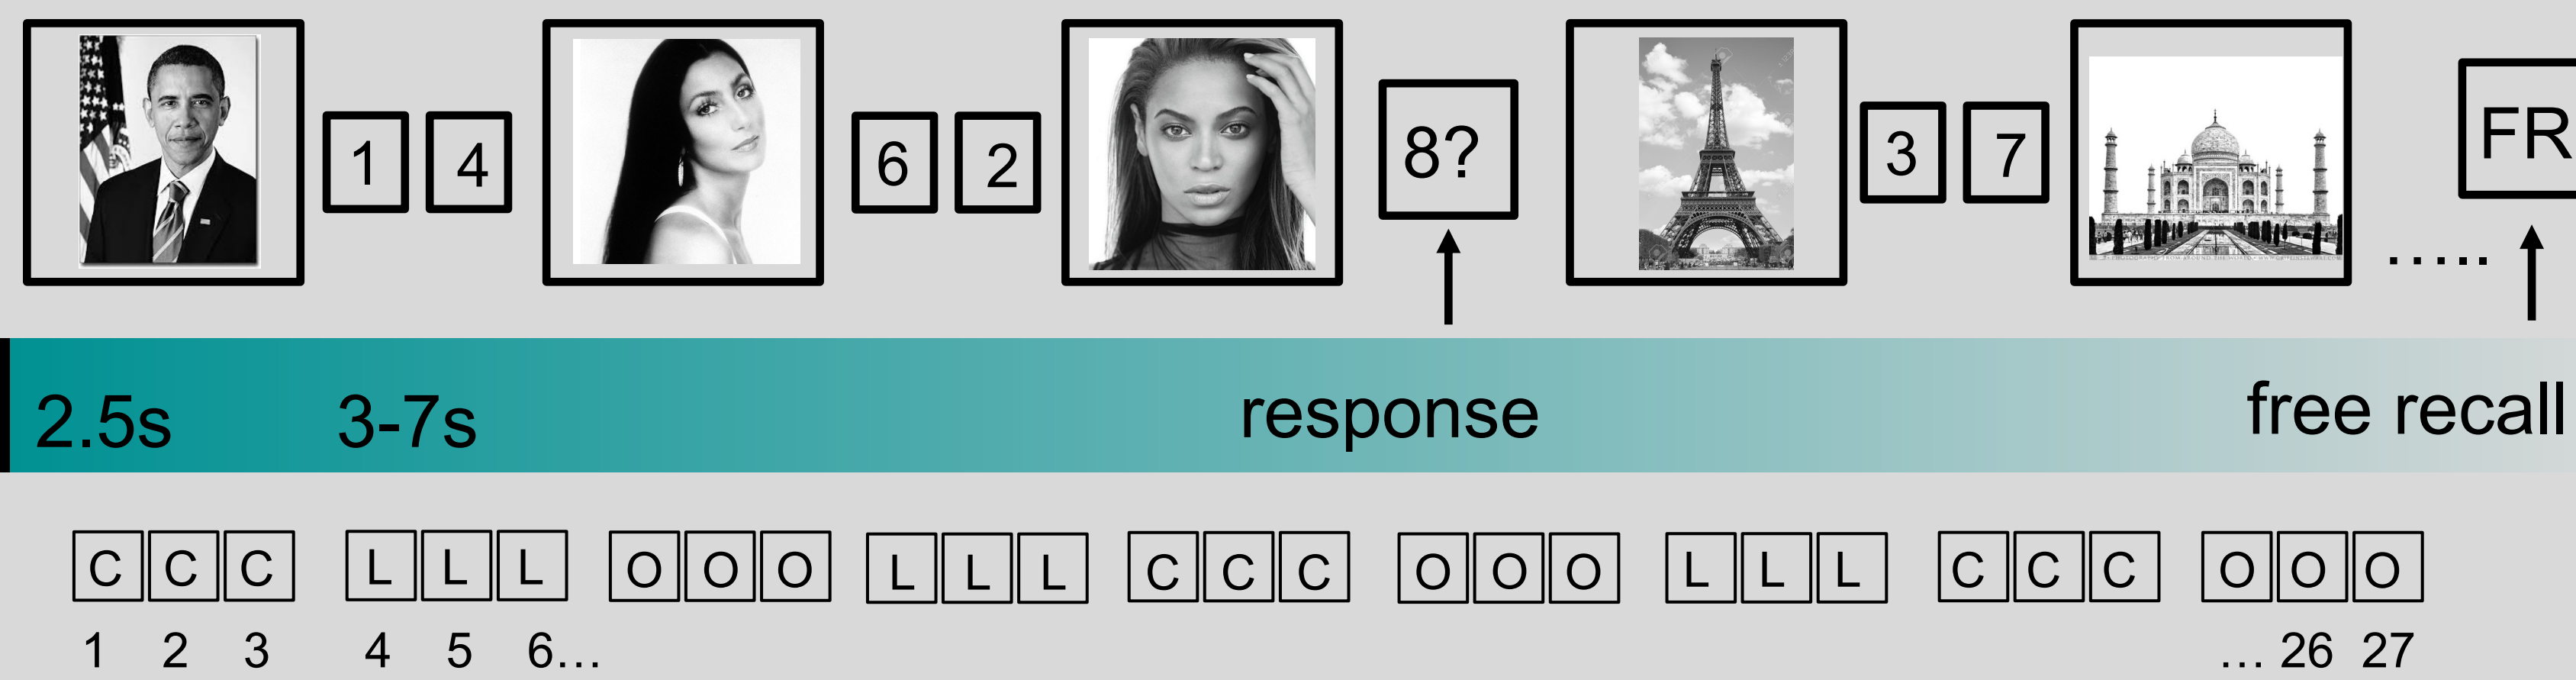 1 4 6 2 8? 3 7 ..... FR
2.5s 3-7s response free recall
C C C L L L O O O L L L C C C O O O L L L C C C O O O
1 2 3 4 5 6... ... 26 27